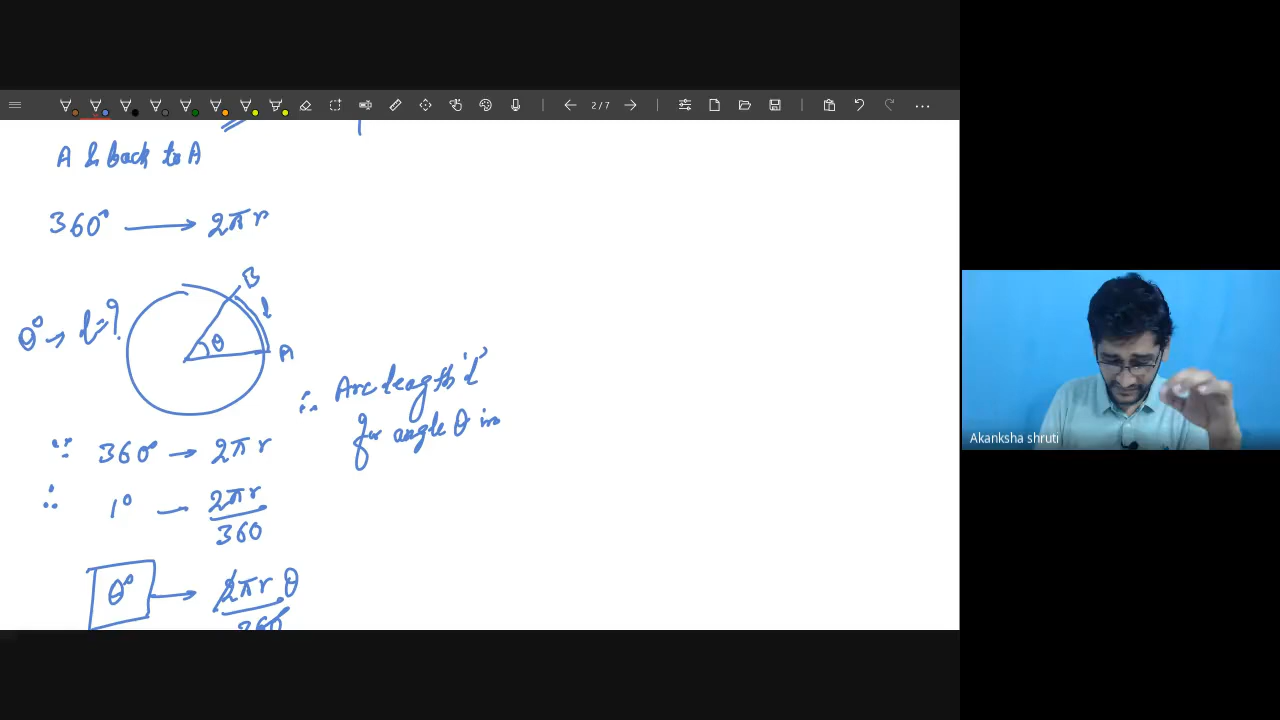 2/7
A & back to A
360° → 2πr
B
l
θ° → l=?
θ
A
∴ Arc length 'l'
for angle θ in
∵ 360° → 2πr
∴ 1° — 2πr/360
θ° → 2πr θ/360
Akanksha shruti